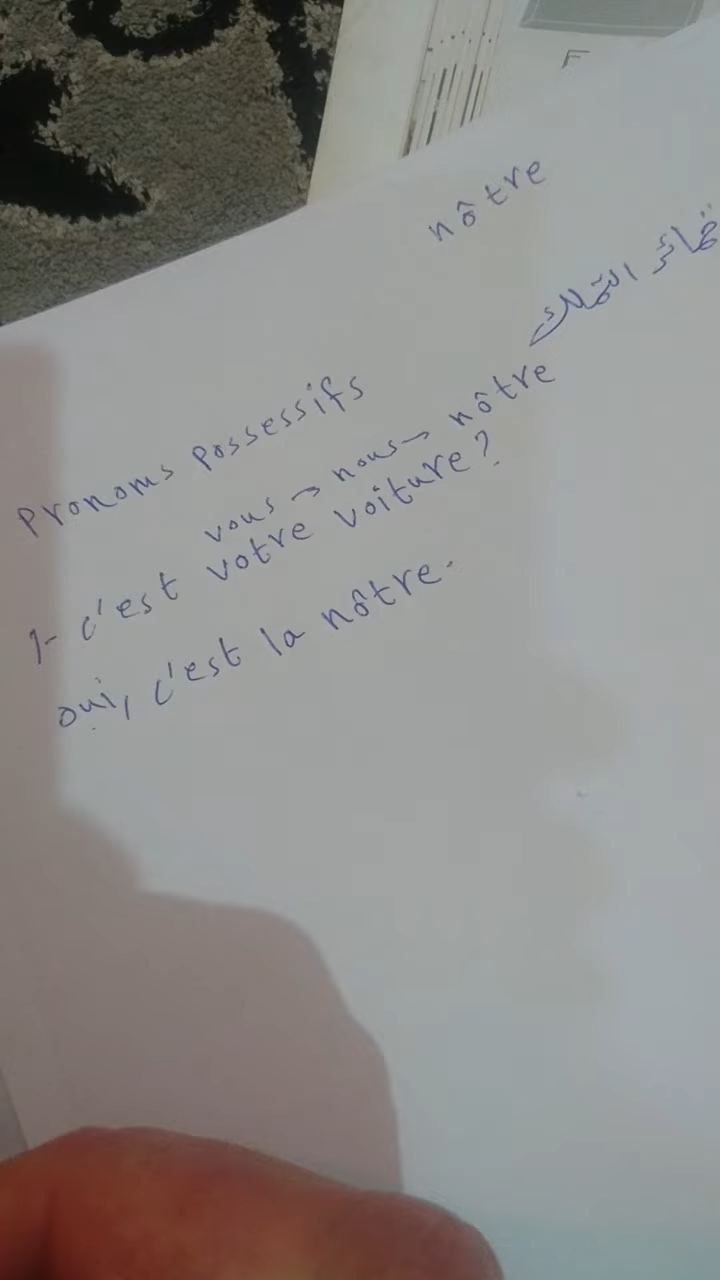 nôtre
ضمائر التملك
Pronoms possessifs
vous → nous → nôtre
1- c'est votre voiture?
oui, c'est la nôtre.
F